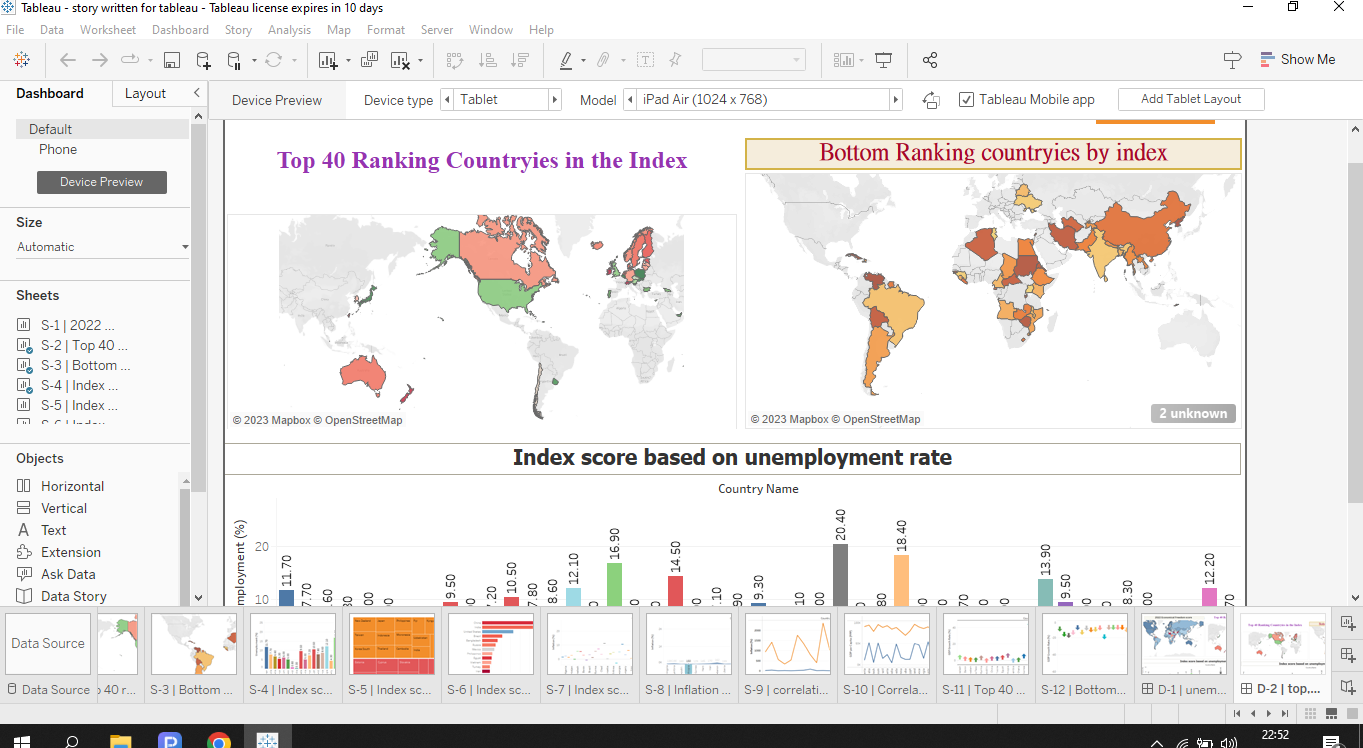 Tableau - story written for tableau - Tableau license expires in 10 days
File Data Worksheet Dashboard Story Analysis Map Format Server Window Help
Show Me
Dashboard Layout
Device Preview Device type Tablet Model iPad Air (1024 x 768) Tableau Mobile app Add Tablet Layout
Default
Phone
Device Preview
Size
Automatic
Sheets
S-1 | 2022 ...
S-2 | Top 40 ...
S-3 | Bottom ...
S-4 | Index ...
S-5 | Index ...
Objects
Horizontal
Vertical
Text
Extension
Ask Data
Data Story
Top 40 Ranking Countryies in the Index
© 2023 Mapbox © OpenStreetMap
Bottom Ranking countryies by index
© 2023 Mapbox © OpenStreetMap
2 unknown
Index score based on unemployment rate
Country Name
mployment (%)
20
10
11.70
7.70
9.50
7.20
10.50
7.80
8.60
12.10
16.90
14.50
9.30
20.40
18.40
13.90
9.50
8.30
12.20
Data Source
Data Source
40 r...
S-3 | Bottom ...
S-4 | Index sc...
S-5 | Index sc...
S-6 | Index sc...
S-7 | Index sc...
S-8 | Inflation ...
S-9 | correlati...
S-10 | Correla...
S-11 | Top 40 ...
S-12 | Bottom...
D-1 | unem...
D-2 | top,...
22:52